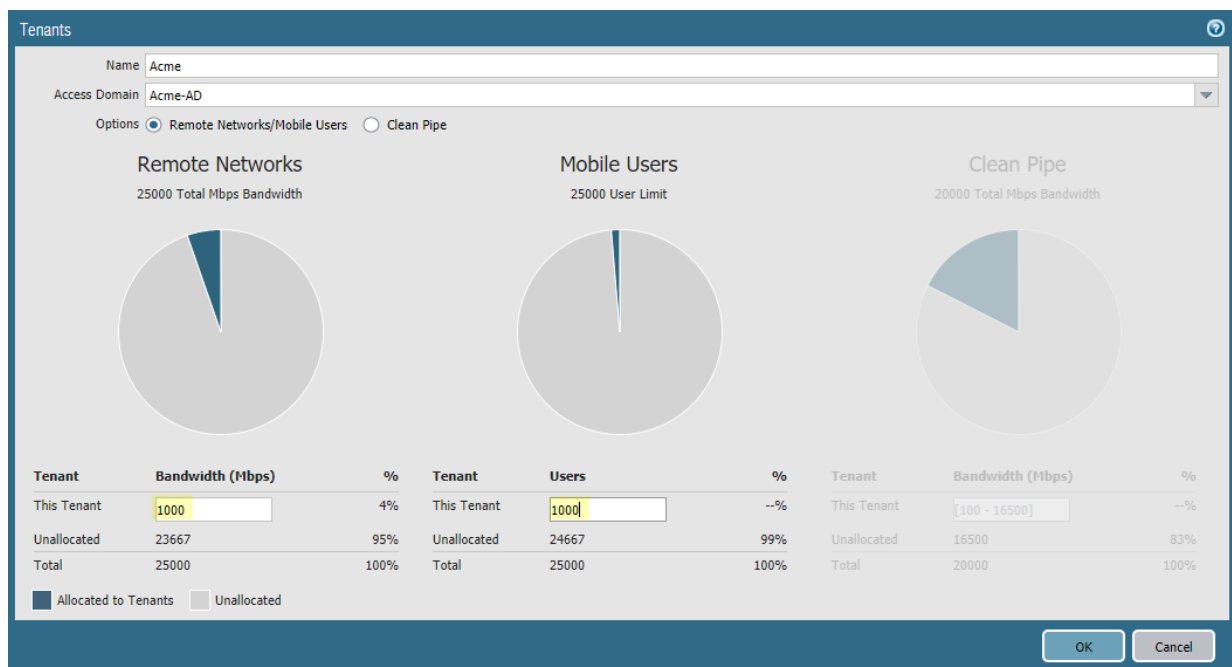 Tenants
Name Acme
Access Domain Acme-AD
Options Remote Networks/Mobile Users Clean Pipe
Remote Networks Mobile Users Clean Pipe
25000 Total Mbps Bandwidth 25000 User Limit 20000 Total Mbps Bandwidth
Tenant Bandwidth (Mbps) % Tenant Users % Tenant Bandwidth (Mbps) %
This Tenant 1000 4% This Tenant 1000 --% This Tenant [100 - 16500] --%
Unallocated 23667 95% Unallocated 24667 99% Unallocated 16500 83%
Total 25000 100% Total 25000 100% Total 20000 100%
Allocated to Tenants Unallocated
OK Cancel